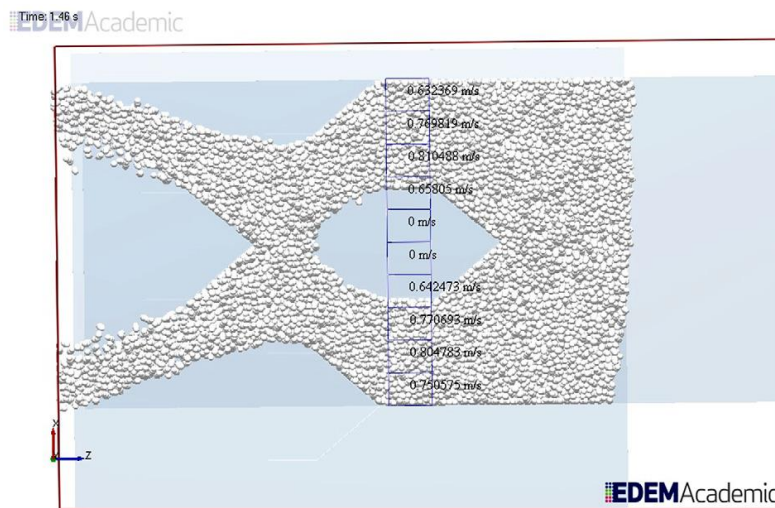 Time: 1.46 s
EDEMAcademic
0.632369 m/s
0.769819 m/s
0.810488 m/s
0.65805 m/s
0 m/s
0 m/s
0.642473 m/s
0.770693 m/s
0.804783 m/s
0.750575 m/s
X
Z
EDEMAcademic